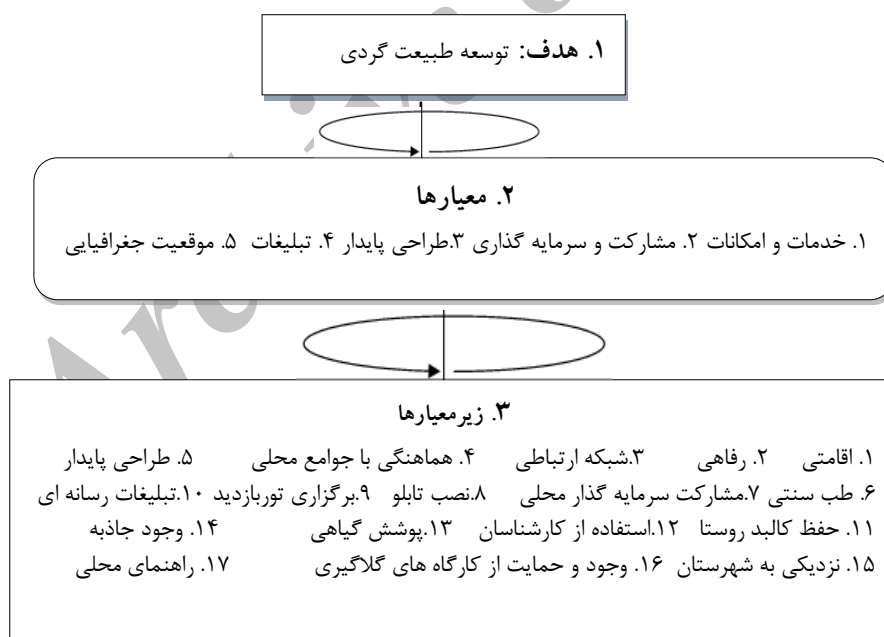 ۱. هدف: توسعه طبیعت گردی
۲. معیارها
۱. خدمات و امکانات ۲. مشارکت و سرمایه گذاری ۳.طراحی پایدار ۴. تبلیغات ۵. موقعیت جغرافیایی
۳. زیرمعیارها
۱. اقامتی ۲. رفاهی ۳.شبکه ارتباطی ۴. هماهنگی با جوامع محلی ۵. طراحی پایدار
۶. طب سنتی ۷.مشارکت سرمایه گذار محلی ۸.نصب تابلو ۹.برگزاری توربازدید ۱۰.تبلیغات رسانه ای
۱۱. حفظ کالبد روستا ۱۲.استفاده از کارشناسان ۱۳.پوشش گیاهی ۱۴. وجود جاذبه
۱۵. نزدیکی به شهرستان ۱۶. وجود و حمایت از کارگاه های گلاگیری ۱۷. راهنمای محلی